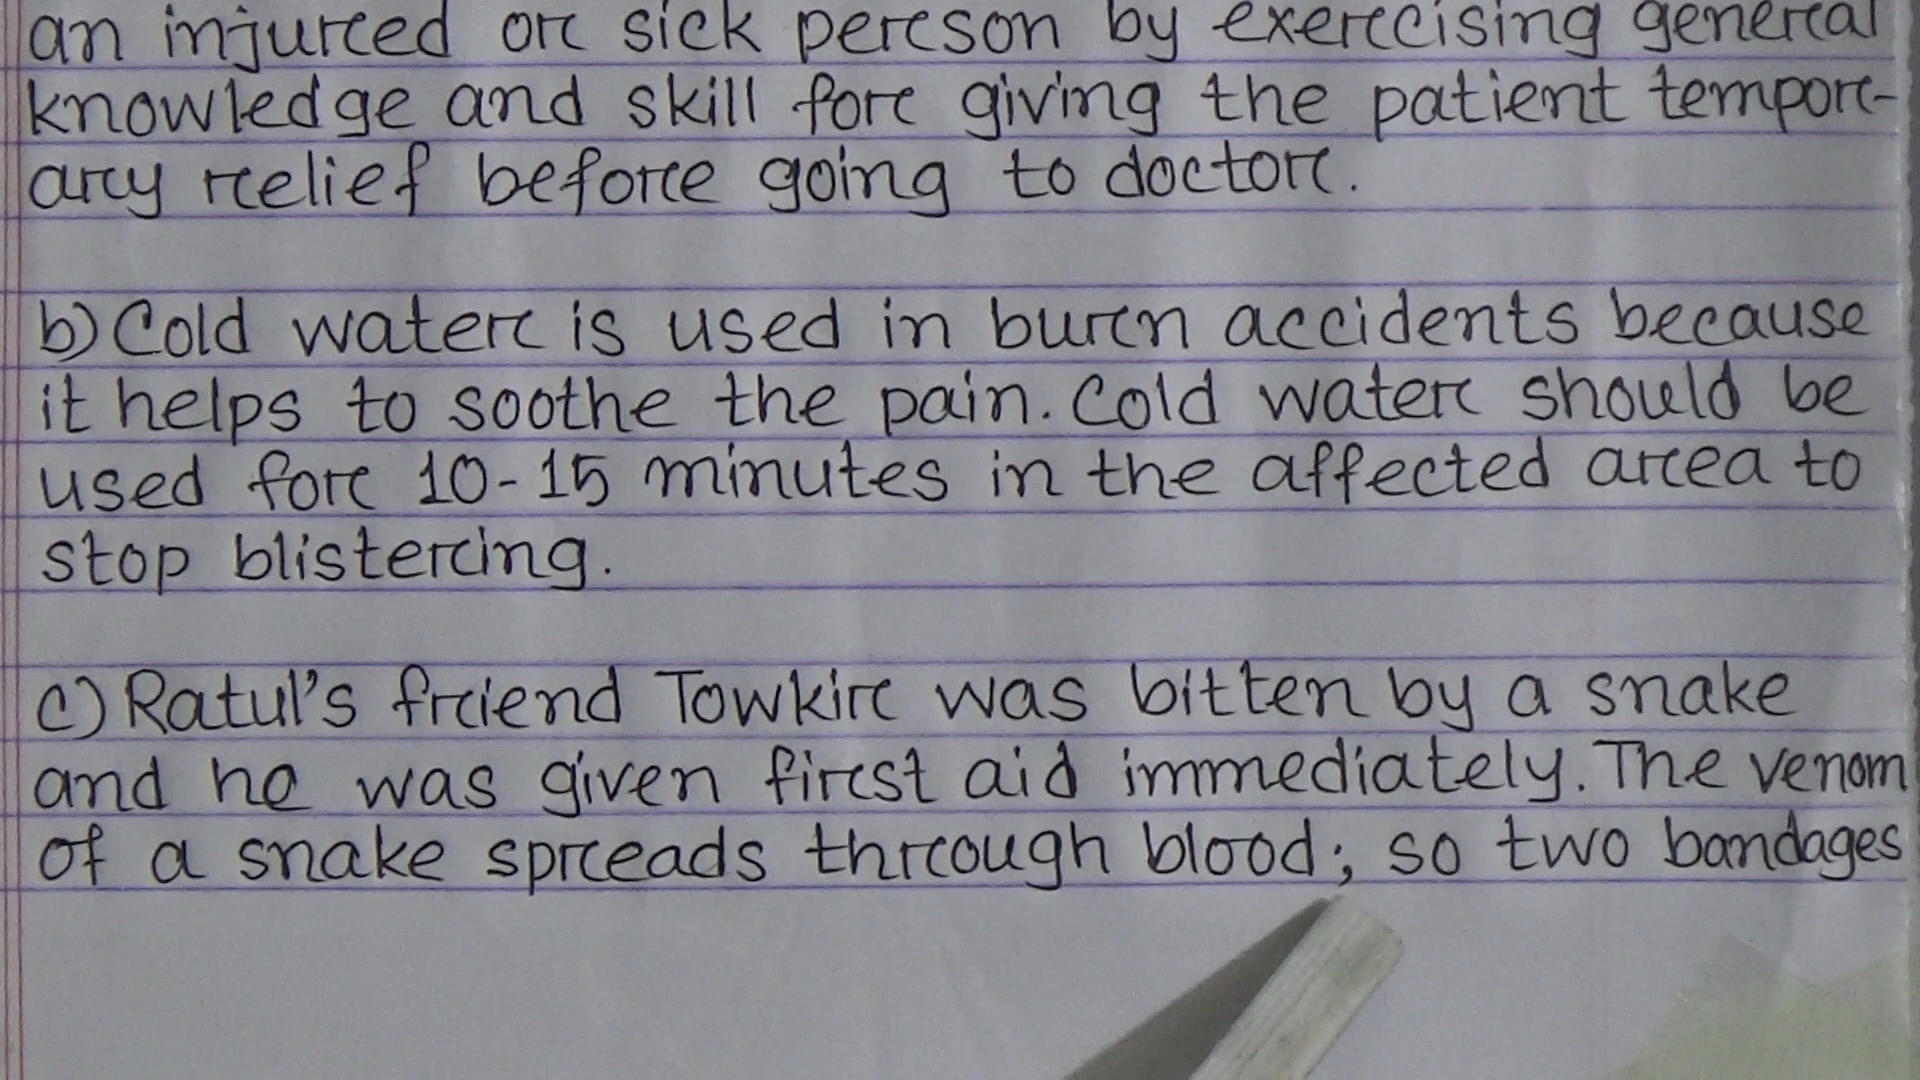 an injured or sick person by exercising general
knowledge and skill for giving the patient tempor-
ary relief before going to doctor.
b) Cold water is used in burn accidents because
it helps to soothe the pain. Cold water should be
used for 10-15 minutes in the affected area to
stop blistering.
c) Ratul's friend Towkir was bitten by a snake
and he was given first aid immediately. The venom
of a snake spreads through blood; so two bandages